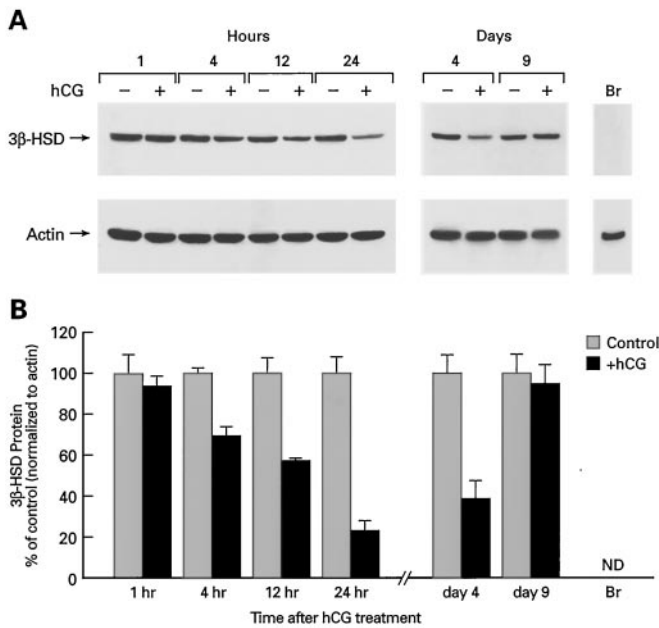 A
Hours
Days
1 4 12 24 4 9
hCG − + − + − + − + − + − + Br
3β-HSD
Actin
B
120
100
80
60
40
20
0
3β-HSD Protein
% of control (normalized to actin)
Control
+hCG
ND
1 hr 4 hr 12 hr 24 hr day 4 day 9 Br
Time after hCG treatment